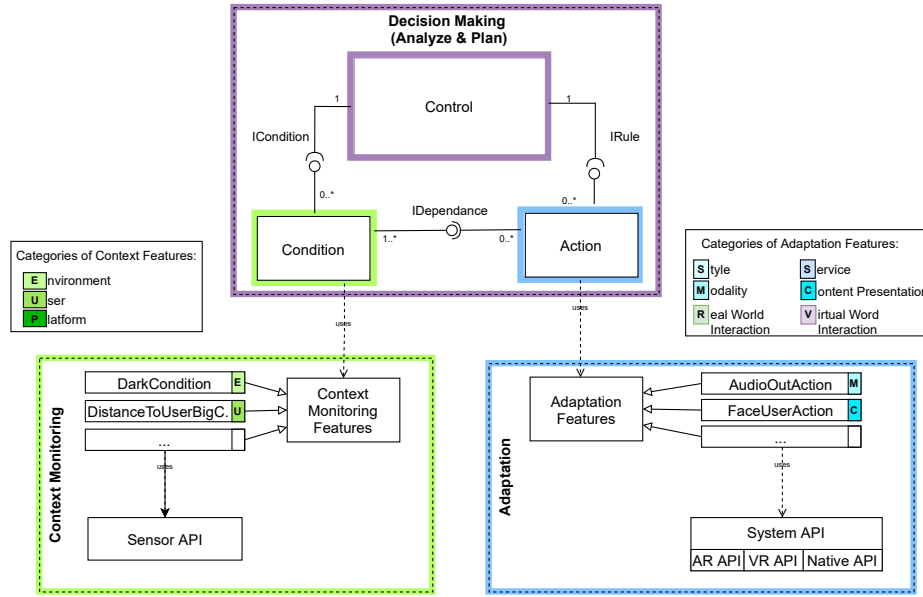 Decision Making
(Analyze & Plan)
Control
1
1
ICondition
IRule
0..*
0..*
IDependance
Condition
1..*
0..*
Action
Categories of Context Features:
E nvironment
U ser
P latform
Categories of Adaptation Features:
S tyle
S ervice
M odality
C ontent Presentation
R eal World
Interaction
V irtual Word
Interaction
uses
uses
Context Monitoring
DarkCondition E
DistanceToUserBigC. U
...
Context
Monitoring
Features
uses
Sensor API
Adaptation
Adaptation
Features
AudioOutAction M
FaceUserAction C
...
uses
System API
AR API
VR API
Native API